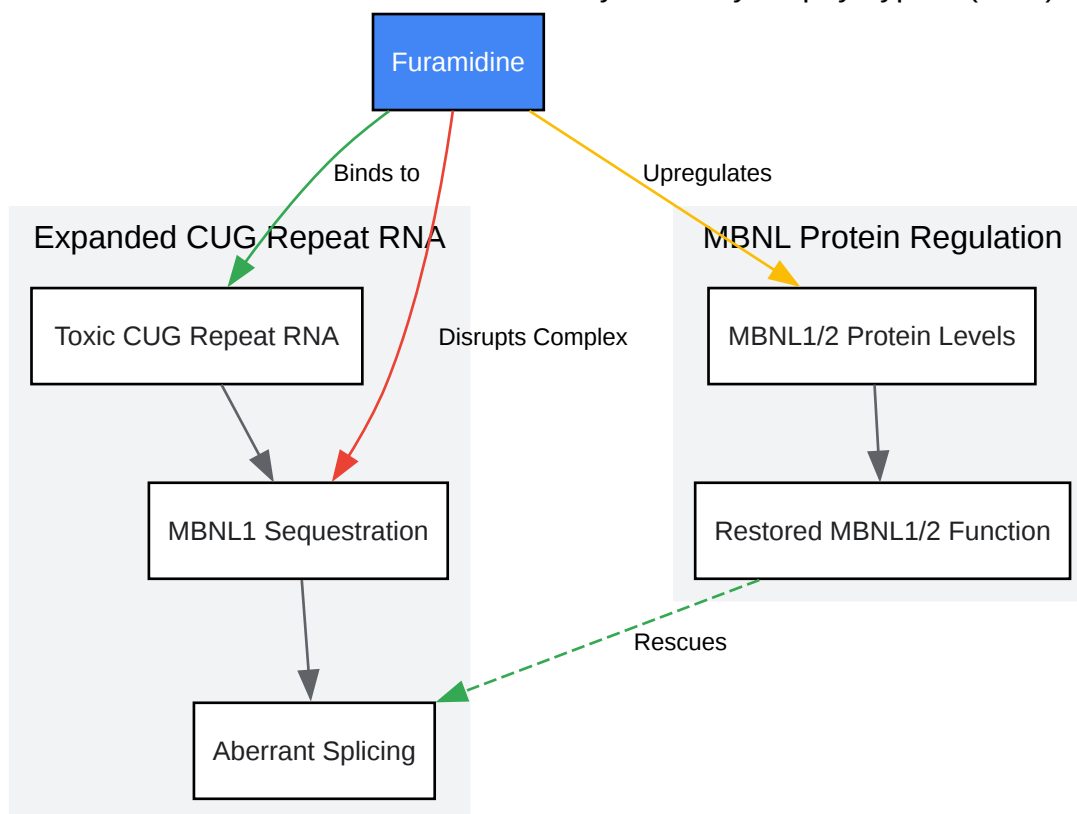 Furamidine
Binds to
Upregulates
Expanded CUG Repeat RNA
MBNL Protein Regulation
Toxic CUG Repeat RNA
Disrupts Complex
MBNL1/2 Protein Levels
MBNL1 Sequestration
Restored MBNL1/2 Function
Rescues
Aberrant Splicing